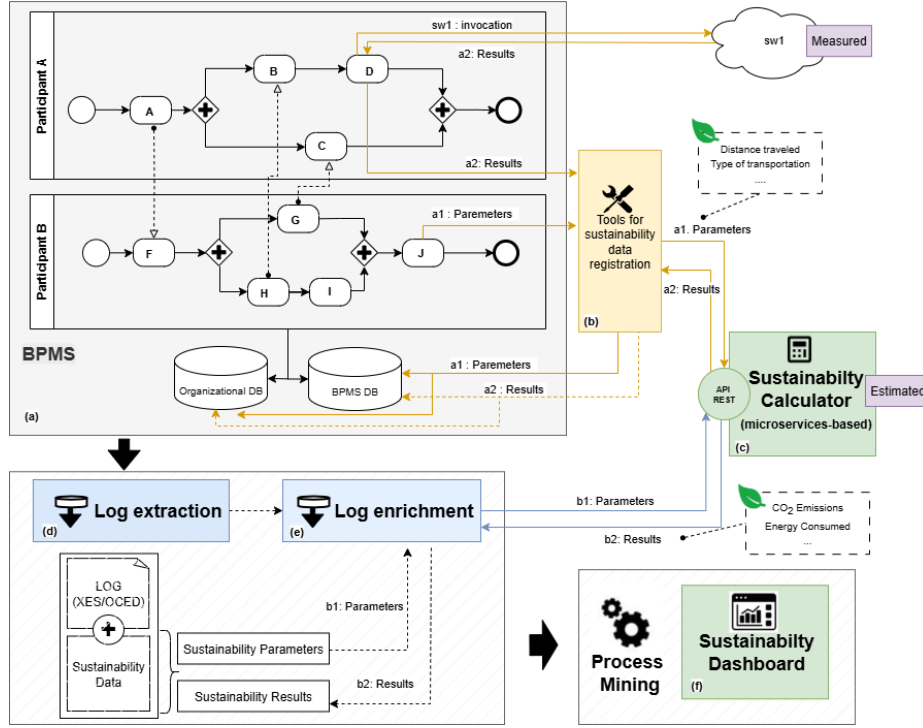 Participant A
A
B
C
D
sw1 : invocation
a2: Results
sw1
Measured
a2: Results
Participant B
F
G
H
I
J
a1 : Paremeters
Tools for
sustainability
data
registration
(b)
Distance traveled
Type of transportation
....
a1. Parameters
a2: Results
BPMS
(a)
Organizational DB
BPMS DB
a1 : Paremeters
a2 : Results
API
REST
Sustainabilty
Calculator
(microservices-based)
(c)
Estimated
(d)
Log extraction
(e)
Log enrichment
b1: Parameters
b2: Results
CO2 Emissions
Energy Consumed
...
LOG
(XES/OCED)
Sustainability
Data
b1: Parameters
Sustainability Parameters
b2: Results
Sustainability Results
Process
Mining
Sustainabilty
Dashboard
(f)